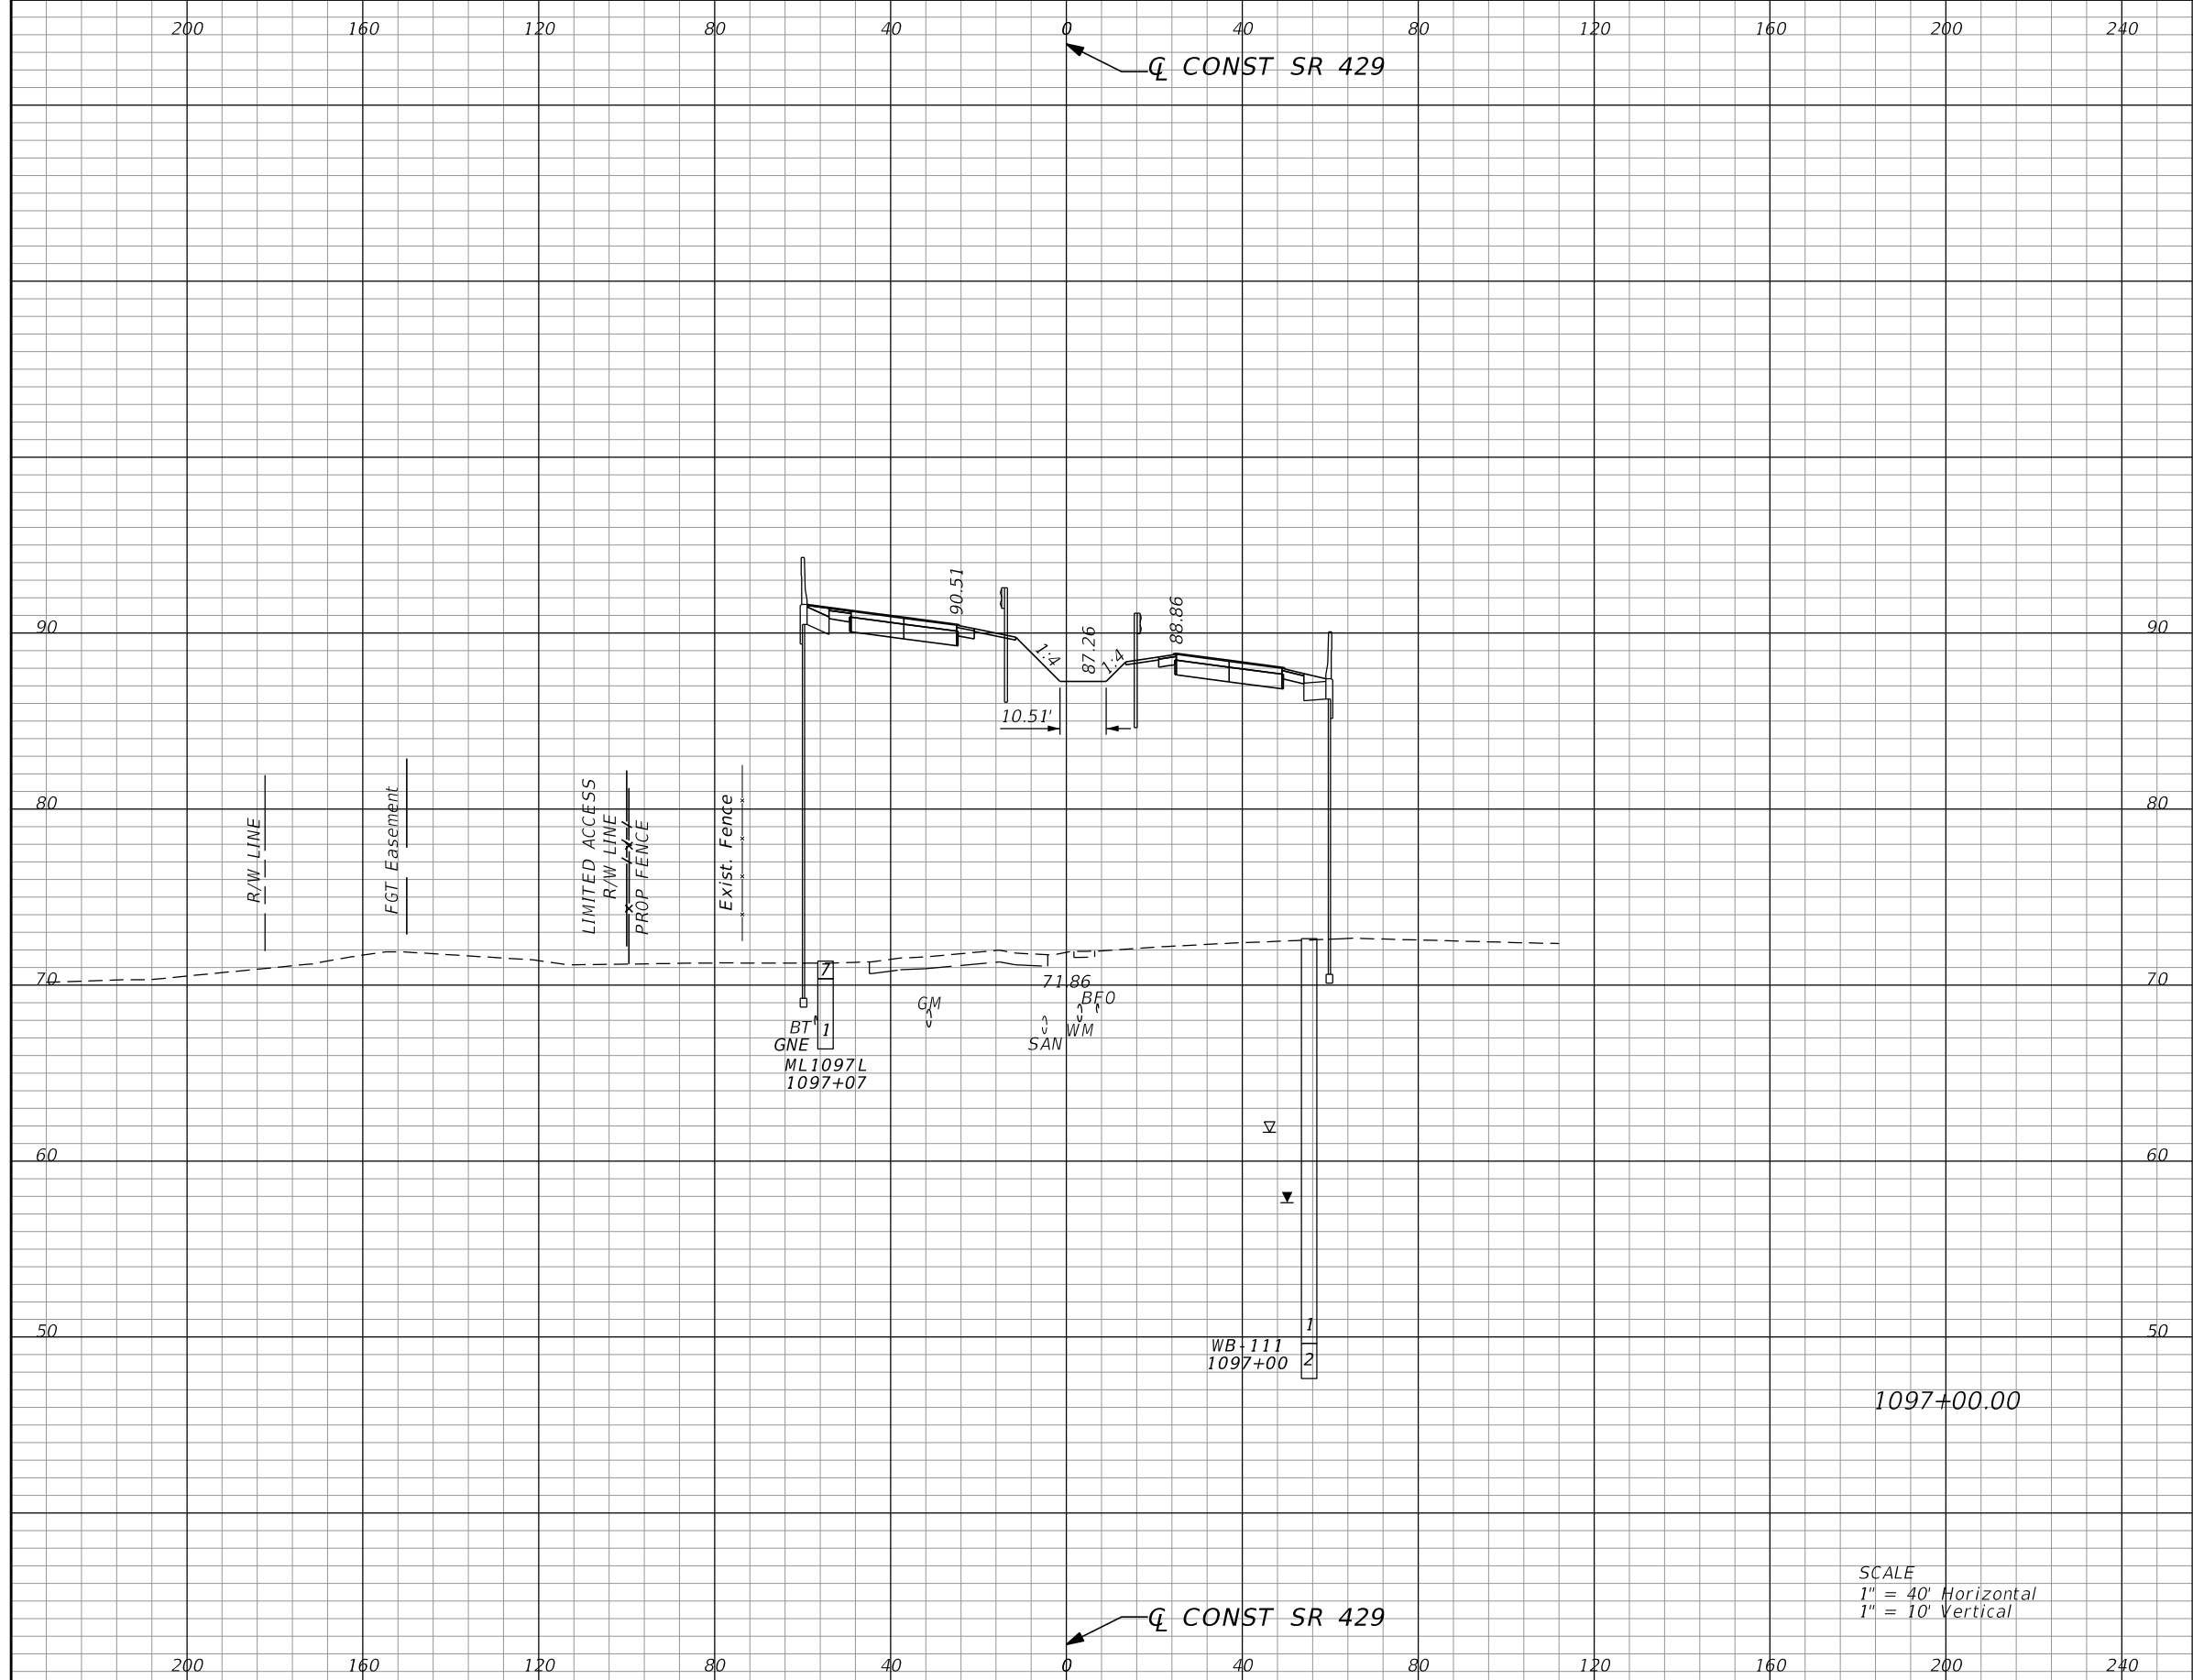 200 160 120 80 40 0 40 80 120 160 200 240
℄ CONST SR 429
90.51
88.86
87.26
90 90
1:4
1:4
10.51'
80 80
R/W LINE
FGT Easement
LIMITED ACCESS
R/W LINE
PROP FENCE
Exist. Fence
70 70
7
71.86
GM
BFO
BT
1
WM
GNE
SAN
ML1097L
1097+07
60 60
50 50
1
WB-111
1097+00
2
1097+00.00
SCALE
1" = 40' Horizontal
1" = 10' Vertical
℄ CONST SR 429
200 160 120 80 40 0 40 80 120 160 200 240